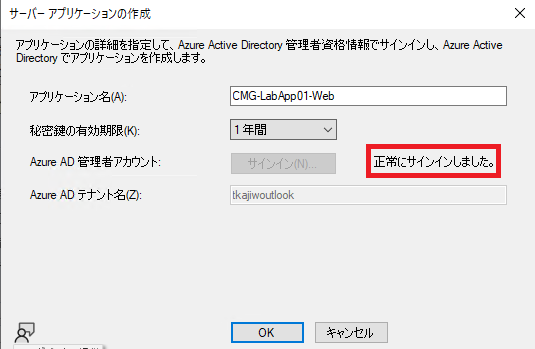 サーバー アプリケーションの作成
アプリケーションの詳細を指定して、Azure Active Directory 管理者資格情報でサインインし、Azure Active
Directory でアプリケーションを作成します。
アプリケーション名(A):
CMG-LabApp01-Web
秘密鍵の有効期限(K):
1 年間
Azure AD 管理者アカウント:
サインイン(N)...
正常にサインインしました。
Azure AD テナント名(Z):
tkajiwoutlook
OK
キャンセル